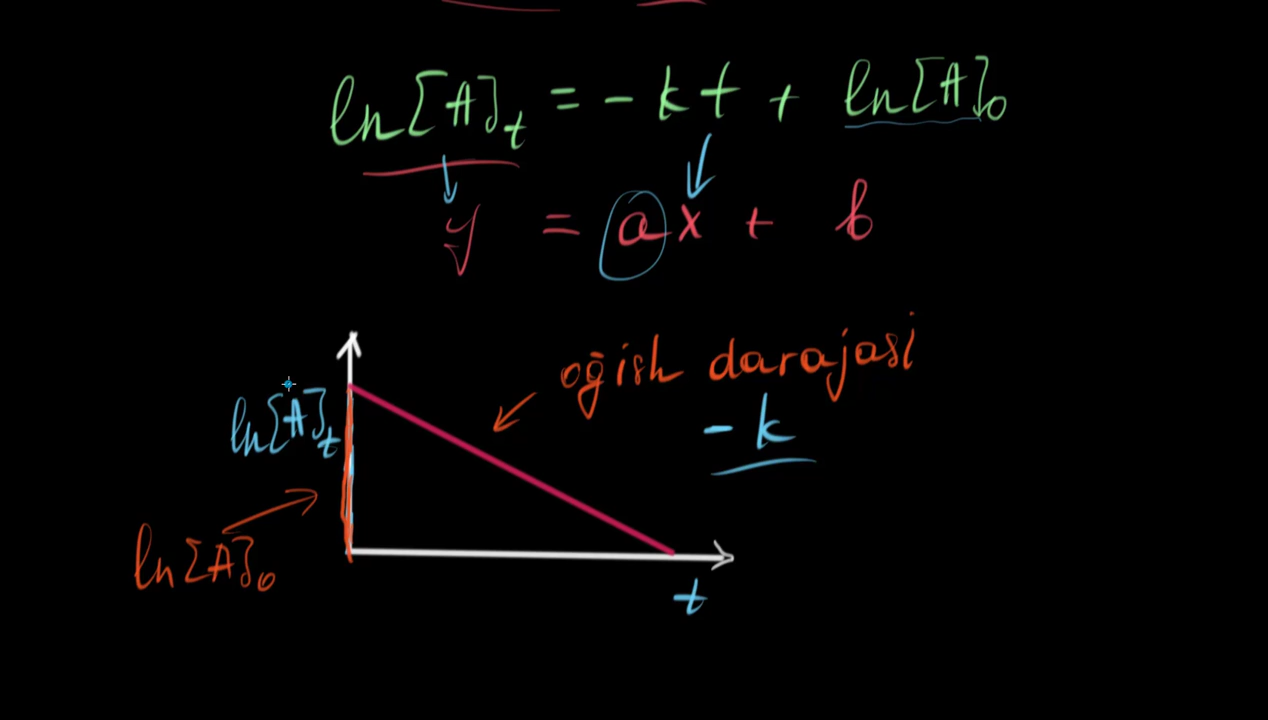 ln[A]t = -kt + ln[A]0
y = ax + b
og̃ish darajasi
-k
ln[A]t
ln[A]0
t